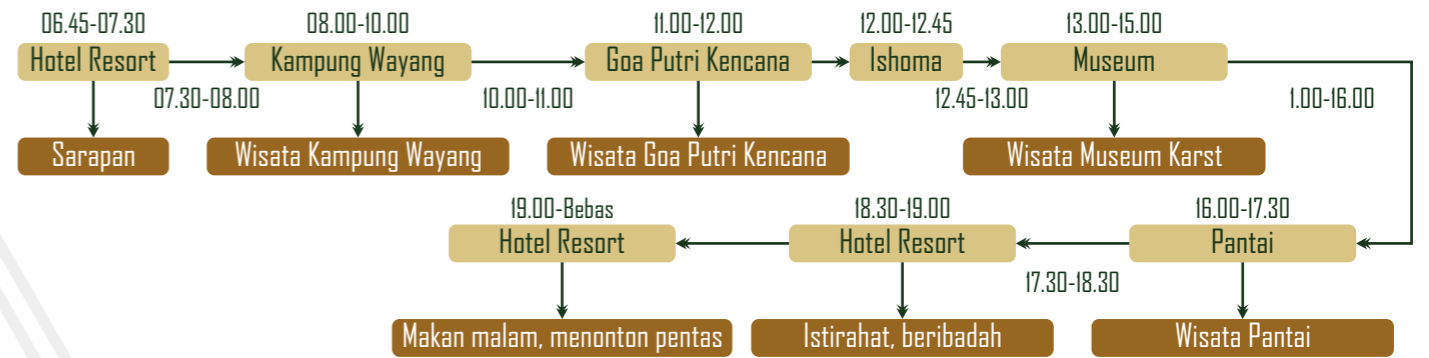 06.45-07.30
08.00-10.00
11.00-12.00
12.00-12.45
13.00-15.00
Hotel Resort
Kampung Wayang
Goa Putri Kencana
Ishoma
Museum
07.30-08.00
10.00-11.00
12.45-13.00
1.00-16.00
Sarapan
Wisata Kampung Wayang
Wisata Goa Putri Kencana
Wisata Museum Karst
19.00-Bebas
18.30-19.00
16.00-17.30
Hotel Resort
Hotel Resort
Pantai
17.30-18.30
Makan malam, menonton pentas
Istirahat, beribadah
Wisata Pantai